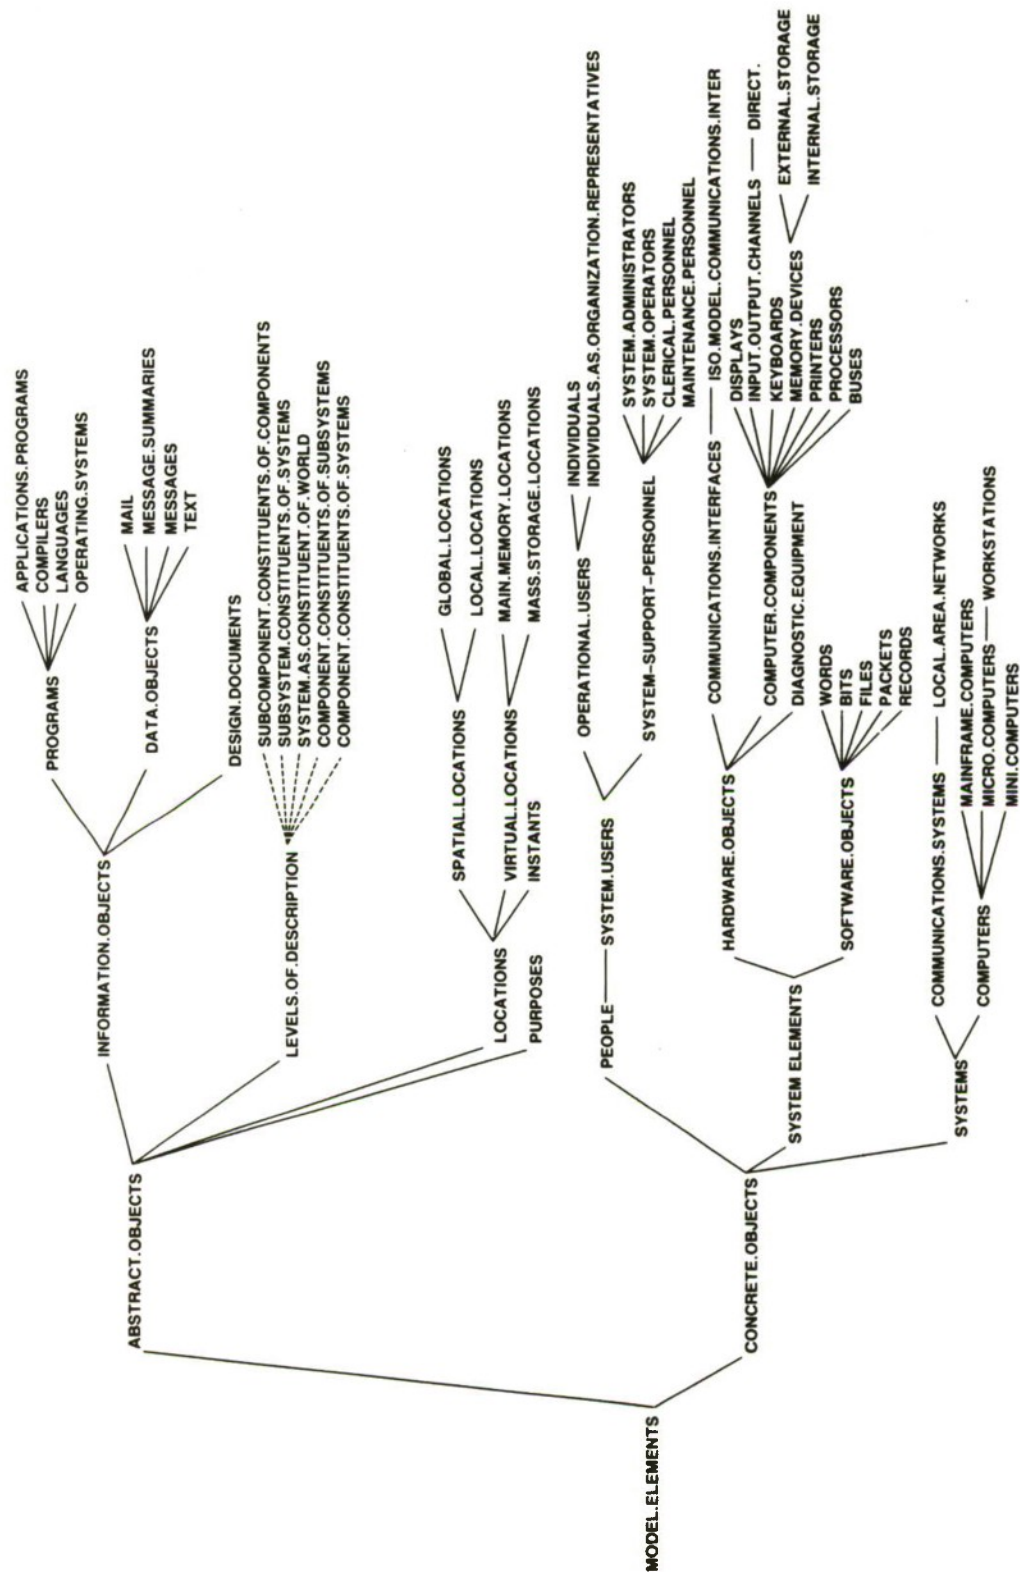 MODEL.ELEMENTS
ABSTRACT.OBJECTS
INFORMATION.OBJECTS
PROGRAMS
APPLICATIONS.PROGRAMS
COMPILERS
LANGUAGES
OPERATING.SYSTEMS
DATA.OBJECTS
MAIL
MESSAGE.SUMMARIES
MESSAGES
TEXT
DESIGN.DOCUMENTS
LEVELS.OF.DESCRIPTION
SUBCOMPONENT.CONSTITUENTS.OF.COMPONENTS
SUBSYSTEM.CONSTITUENTS.OF.SYSTEMS
SYSTEM.AS.CONSTITUENT.OF.WORLD
COMPONENT.CONSTITUENTS.OF.SUBSYSTEMS
COMPONENT.CONSTITUENTS.OF.SYSTEMS
LOCATIONS
SPATIAL.LOCATIONS
GLOBAL.LOCATIONS
LOCAL.LOCATIONS
VIRTUAL.LOCATIONS
MAIN.MEMORY.LOCATIONS
MASS.STORAGE.LOCATIONS
INSTANTS
PURPOSES
CONCRETE.OBJECTS
PEOPLE
SYSTEM.USERS
OPERATIONAL.USERS
INDIVIDUALS
INDIVIDUALS.AS.ORGANIZATION.REPRESENTATIVES
SYSTEM-SUPPORT-PERSONNEL
SYSTEM.ADMINISTRATORS
SYSTEM.OPERATORS
CLERICAL.PERSONNEL
MAINTENANCE.PERSONNEL
SYSTEM ELEMENTS
HARDWARE.OBJECTS
COMMUNICATIONS.INTERFACES
ISO.MODEL.COMMUNICATIONS.INTER
COMPUTER.COMPONENTS
DISPLAYS
INPUT.OUTPUT.CHANNELS
DIRECT.
KEYBOARDS
MEMORY.DEVICES
EXTERNAL.STORAGE
INTERNAL.STORAGE
PRINTERS
PROCESSORS
BUSES
DIAGNOSTIC.EQUIPMENT
SOFTWARE.OBJECTS
WORDS
BITS
FILES
PACKETS
RECORDS
SYSTEMS
COMMUNICATIONS.SYSTEMS
LOCAL.AREA.NETWORKS
COMPUTERS
MAINFRAME.COMPUTERS
MICRO.COMPUTERS
WORKSTATIONS
MINI.COMPUTERS